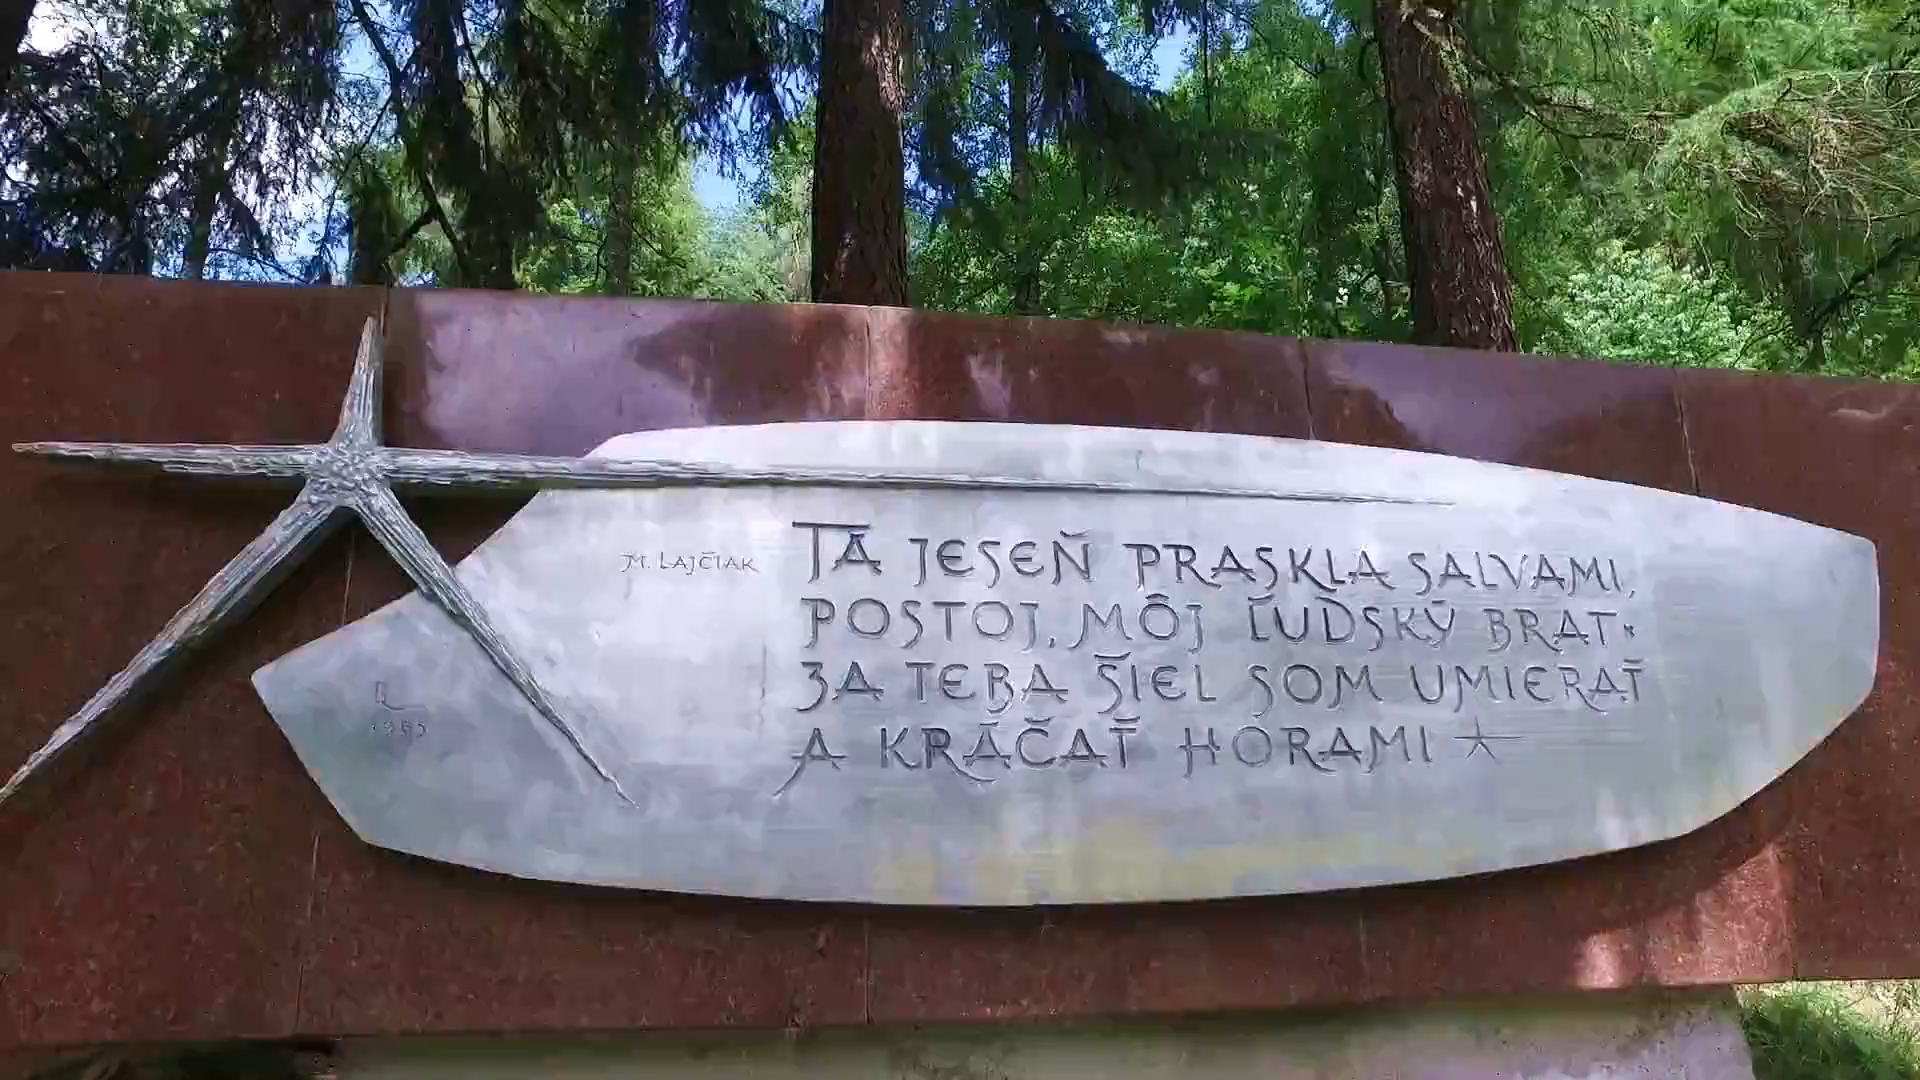 M. LAJČIAK
TÁ JESEŇ PRASKLA SALVAMI,
POSTOJ, MÔJ ĽUDSKÝ BRAT.
ZA TEBA ŠIEL SOM UMIERAŤ
A KRÁČAŤ HORAMI